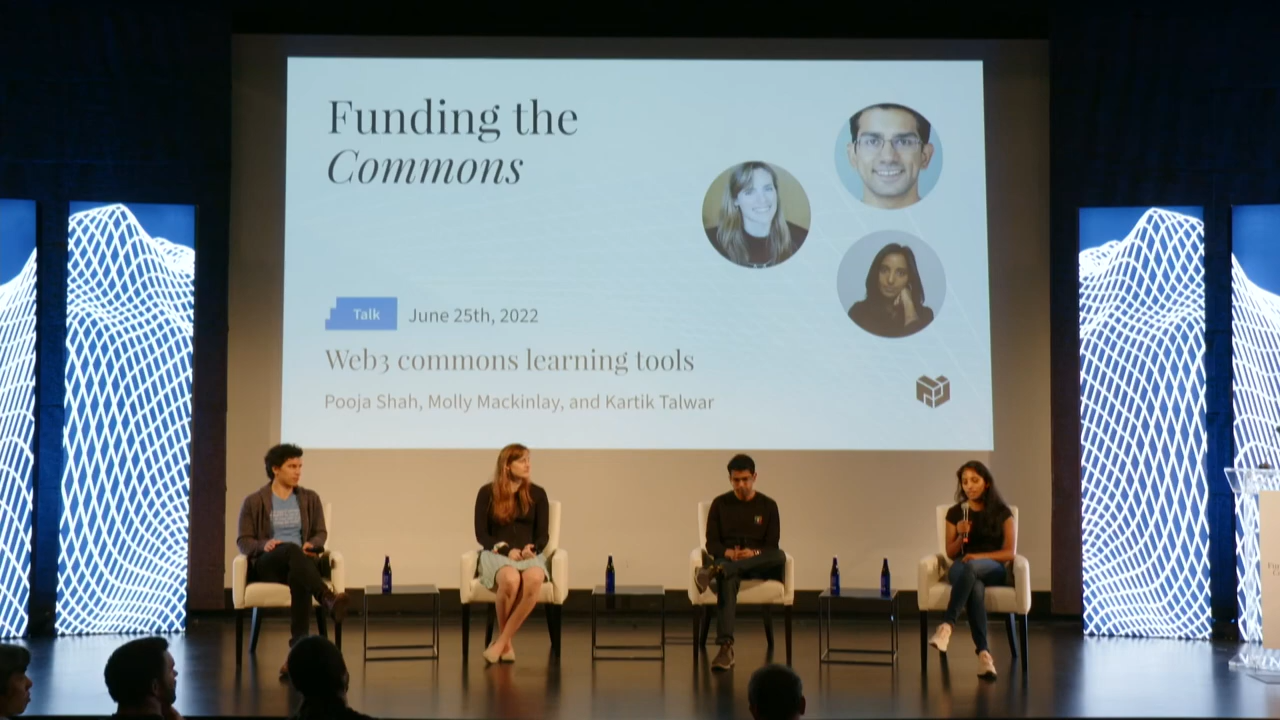 Funding the
Commons
Talk
June 25th, 2022
Web3 commons learning tools
Pooja Shah, Molly Mackinlay, and Kartik Talwar